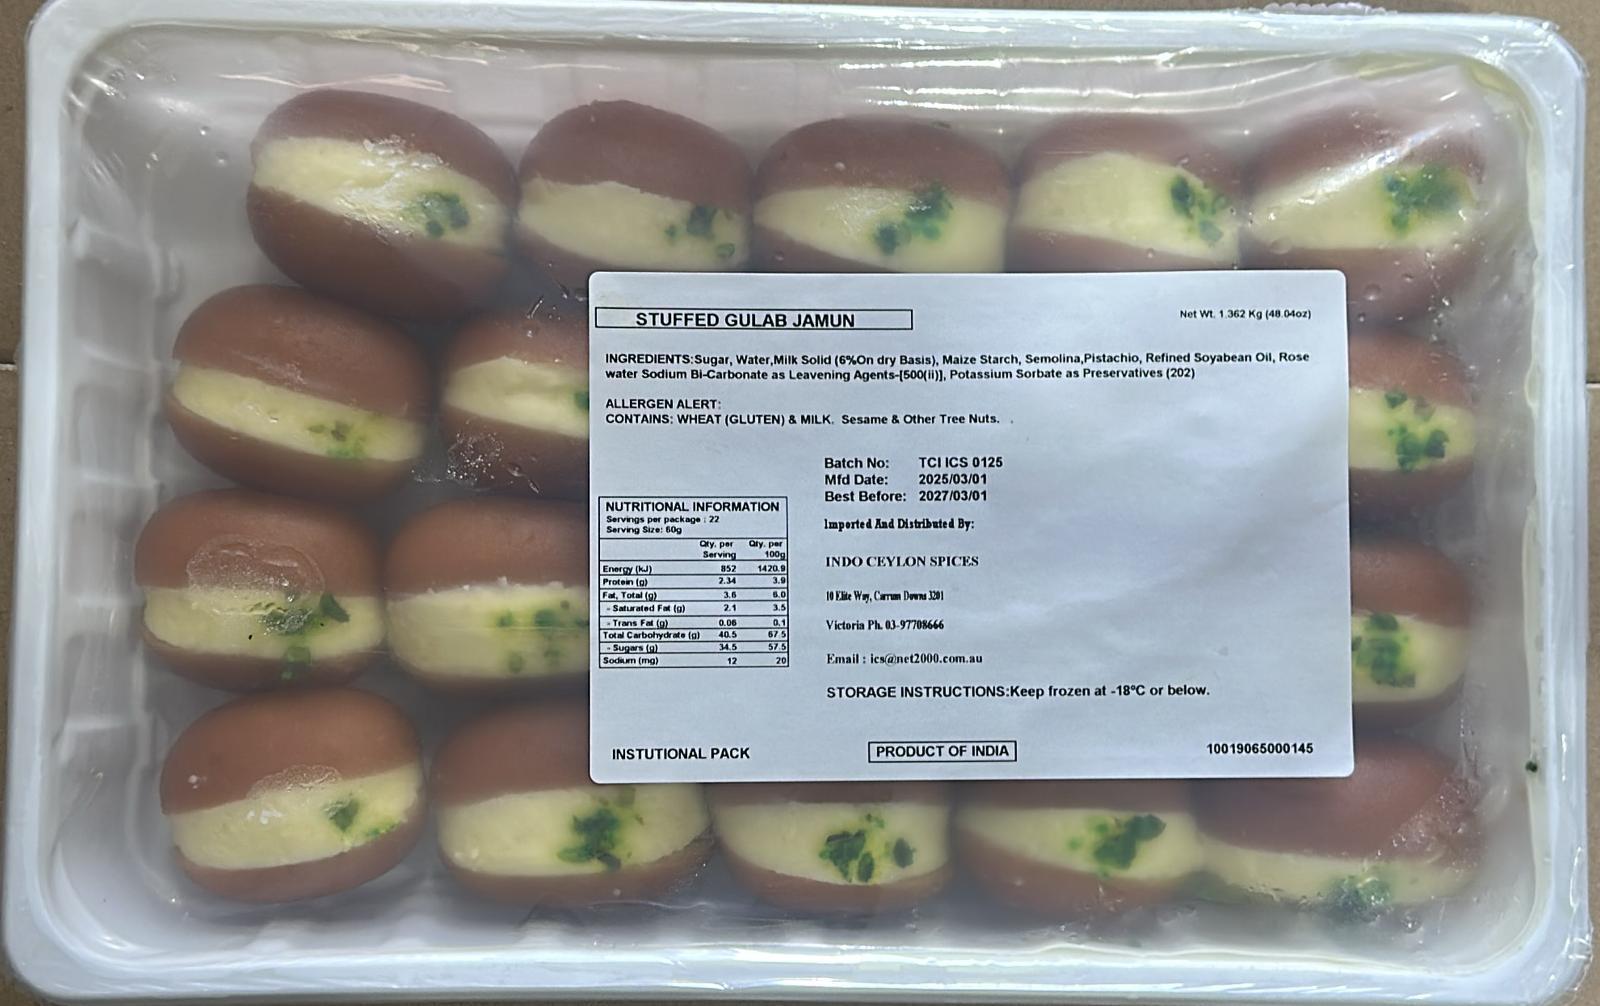 STUFFED GULAB JAMUN
Net Wt. 1.362 Kg (48.04oz)
INGREDIENTS:Sugar, Water,Milk Solid (6%On dry Basis), Maize Starch, Semolina,Pistachio, Refined Soyabean Oil, Rose
water Sodium Bi-Carbonate as Leavening Agents-[500(ii)], Potassium Sorbate as Preservatives (202)
ALLERGEN ALERT:
CONTAINS: WHEAT (GLUTEN) & MILK. Sesame & Other Tree Nuts. .
Batch No: TCI ICS 0125
Mfd Date: 2025/03/01
Best Before: 2027/03/01
NUTRITIONAL INFORMATION
Servings per package : 22
Serving Size: 60g
Qty. per Serving Qty. per 100g
Energy (kJ) 852 1420.9
Protein (g) 2.34 3.9
Fat, Total (g) 3.6 6.0
- Saturated Fat (g) 2.1 3.5
- Trans Fat (g) 0.06 0.1
Total Carbohydrate (g) 40.5 67.5
- Sugars (g) 34.5 57.5
Sodium (mg) 12 20
Imported And Distributed By:
INDO CEYLON SPICES
10 Elite Way, Carrum Downs 3201
Victoria Ph. 03-97708666
Email : ics@net2000.com.au
STORAGE INSTRUCTIONS:Keep frozen at -18ºC or below.
INSTUTIONAL PACK
PRODUCT OF INDIA
10019065000145